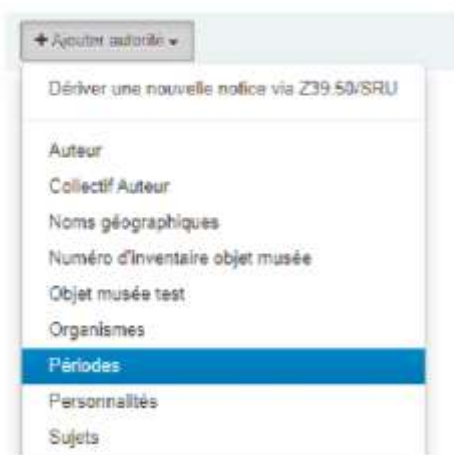 + Ajouter autorité
Dériver une nouvelle notice via Z39.50/SRU
Auteur
Collectif Auteur
Noms géographiques
Numéro d'inventaire objet musée
Objet musée test
Organismes
Périodes
Personnalités
Sujets